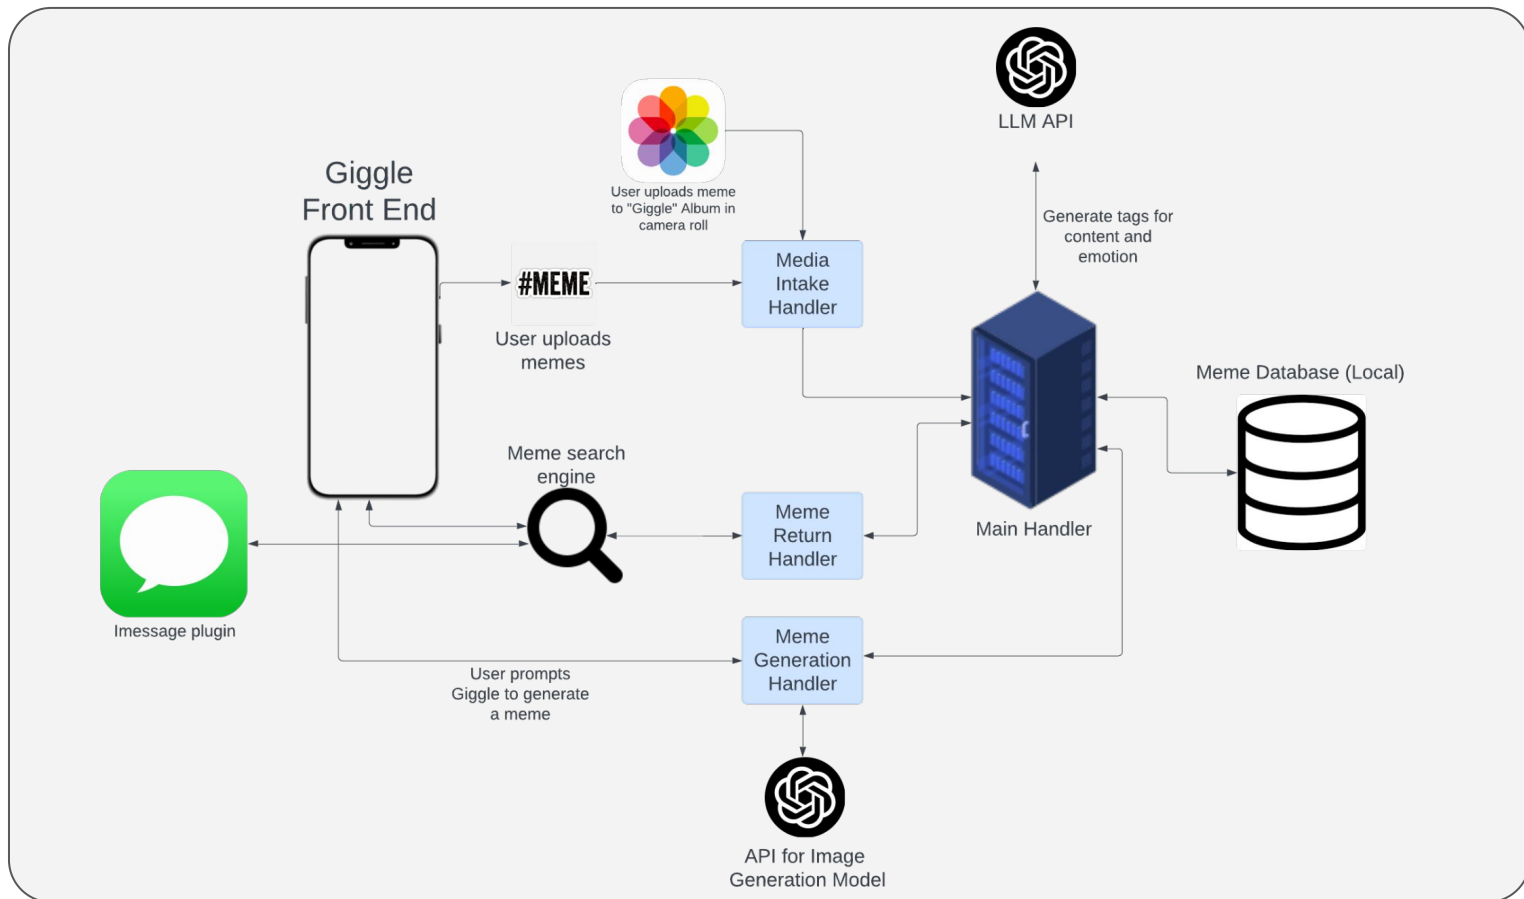 LLM API
Giggle
Front End
User uploads meme
to "Giggle" Album in
camera roll
Generate tags for
content and
emotion
#MEME
User uploads
memes
Media
Intake
Handler
Meme Database (Local)
Meme search
engine
Meme
Return
Handler
Main Handler
Imessage plugin
Meme
Generation
Handler
User prompts
Giggle to generate
a meme
API for Image
Generation Model